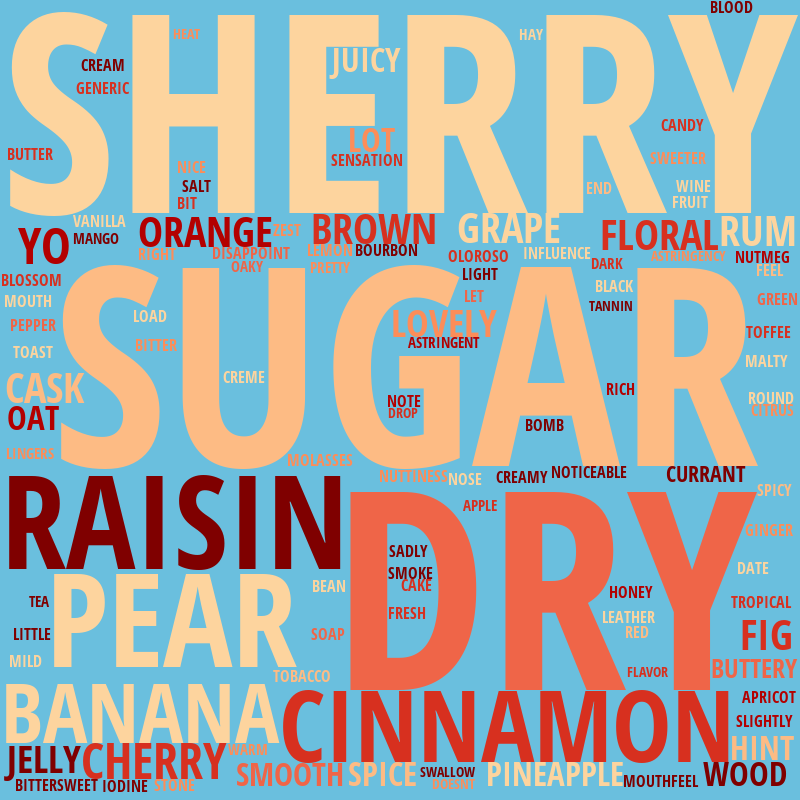 BLOOD
SHERRY
HEAT
HAY
JUICY
CREAM
GENERIC
CANDY
LOT
BUTTER
SENSATION
SWEETER
NICE
SALT
END
WINE
BIT
FRUIT
VANILLA
ORANGE
ZEST
BROWN
GRAPE
FLORAL
RUM
YO
MANGO
RIGHT
DISAPPOINT
LEMON
BOURBON
OLOROSO
INFLUENCE
ASTRINGENCY
NUTMEG
OAKY
PRETTY
LIGHT
DARK
FEEL
BLOSSOM
SUGAR
BLACK
MOUTH
LET
TANNIN
GREEN
PEPPER
LOAD
LOVELY
TOFFEE
TOAST
BITTER
ASTRINGENT
MALTY
CREME
CASK
RICH
ROUND
NOTE
DROP
CITRUS
OAT
BOMB
LINGERS
MOLASSES
NUTTINESS
NOSE
CREAMY
NOTICEABLE
CURRANT
RAISIN
SPICY
DRY
APPLE
GINGER
SADLY
SMOKE
DATE
PEAR
BEAN
CAKE
HONEY
TEA
FRESH
LEATHER
TROPICAL
LITTLE
SOAP
RED
FIG
MILD
TOBACCO
FLAVOR
BUTTERY
BANANA
CINNAMON
APRICOT
SLIGHTLY
JELLY
CHERRY
WARM
HINT
SMOOTH
SPICE
SWALLOW
PINEAPPLE
MOUTHFEEL
WOOD
BITTERSWEET
IODINE
STONE
DOESNT